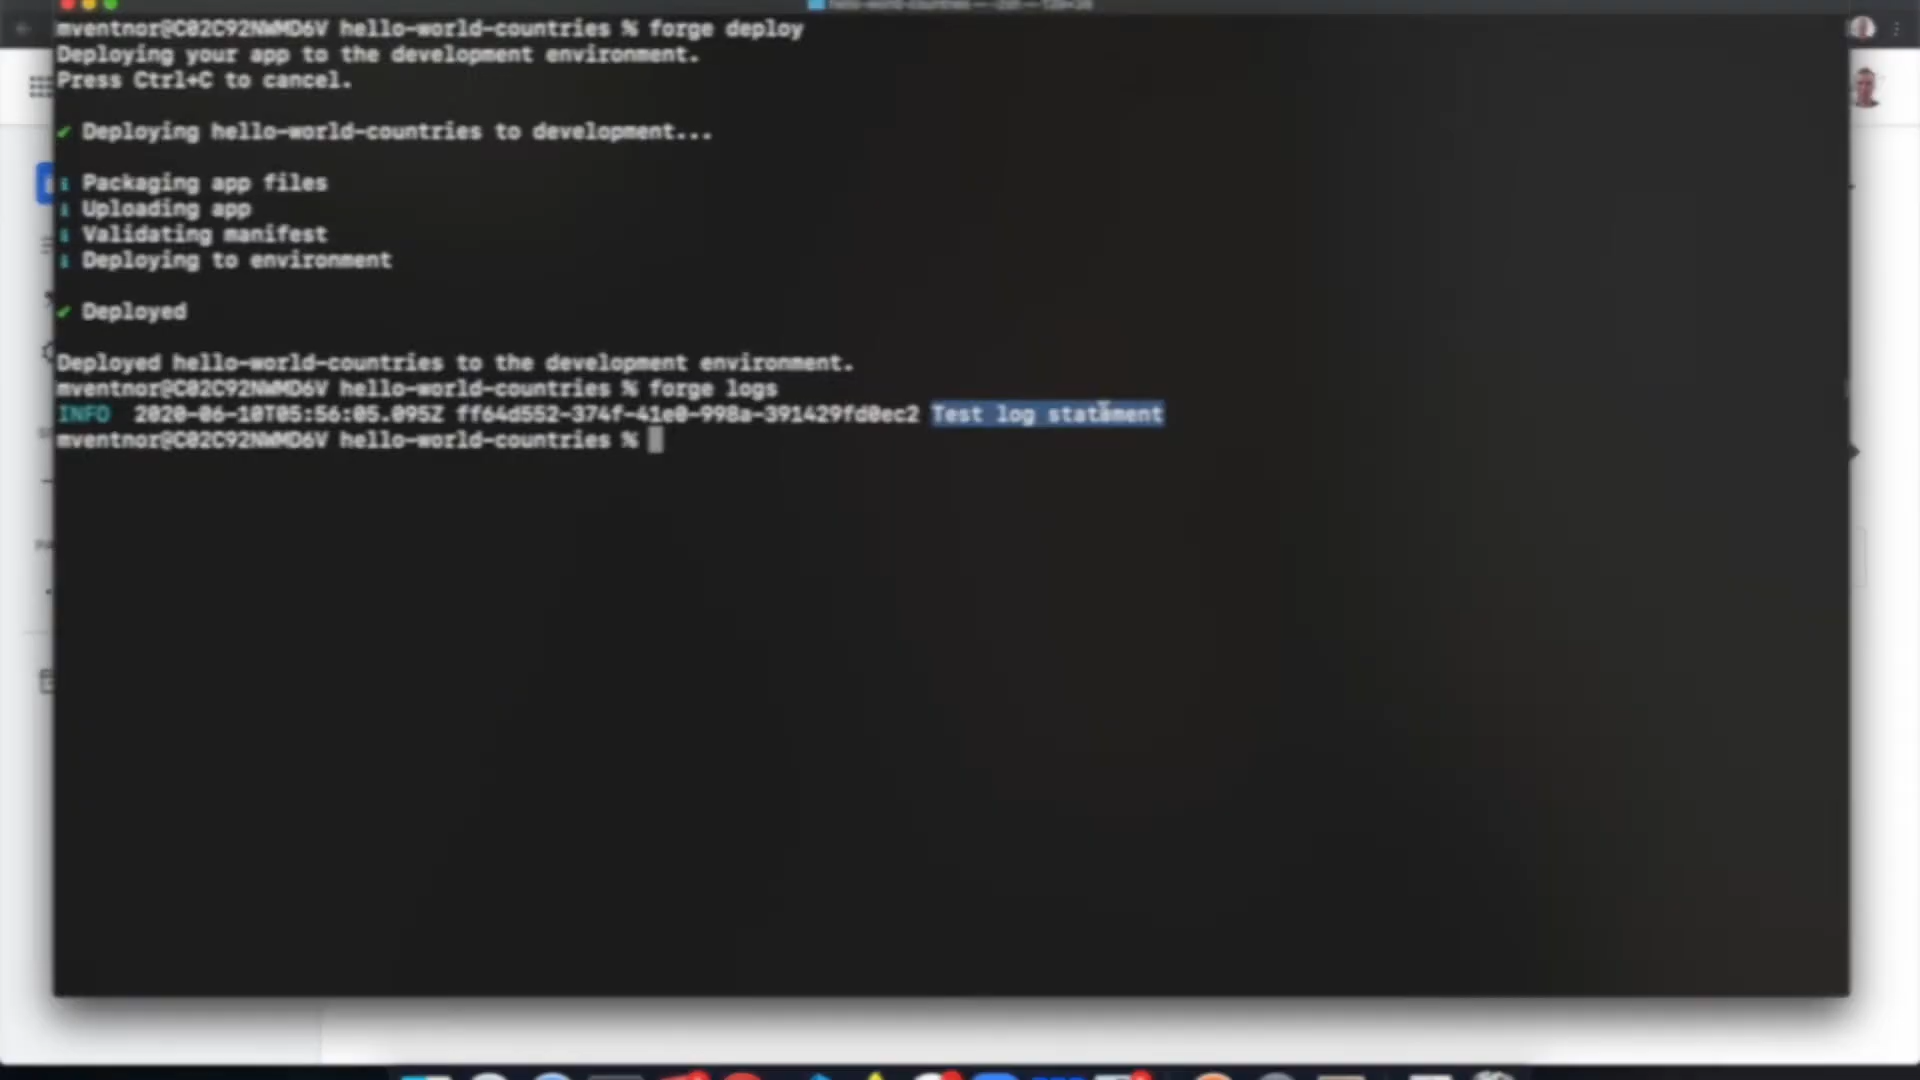 mventnor@C02C92NWMD6V hello-world-countries % forge deploy
Deploying your app to the development environment.
Press Ctrl+C to cancel.
✔ Deploying hello-world-countries to development...
ℹ Packaging app files
ℹ Uploading app
ℹ Validating manifest
ℹ Deploying to environment
✔ Deployed
Deployed hello-world-countries to the development environment.
mventnor@C02C92NWMD6V hello-world-countries % forge logs
INFO 2020-06-10T05:56:05.095Z ff64d552-374f-41e0-998a-391429fd0ec2 Test log statement
mventnor@C02C92NWMD6V hello-world-countries %